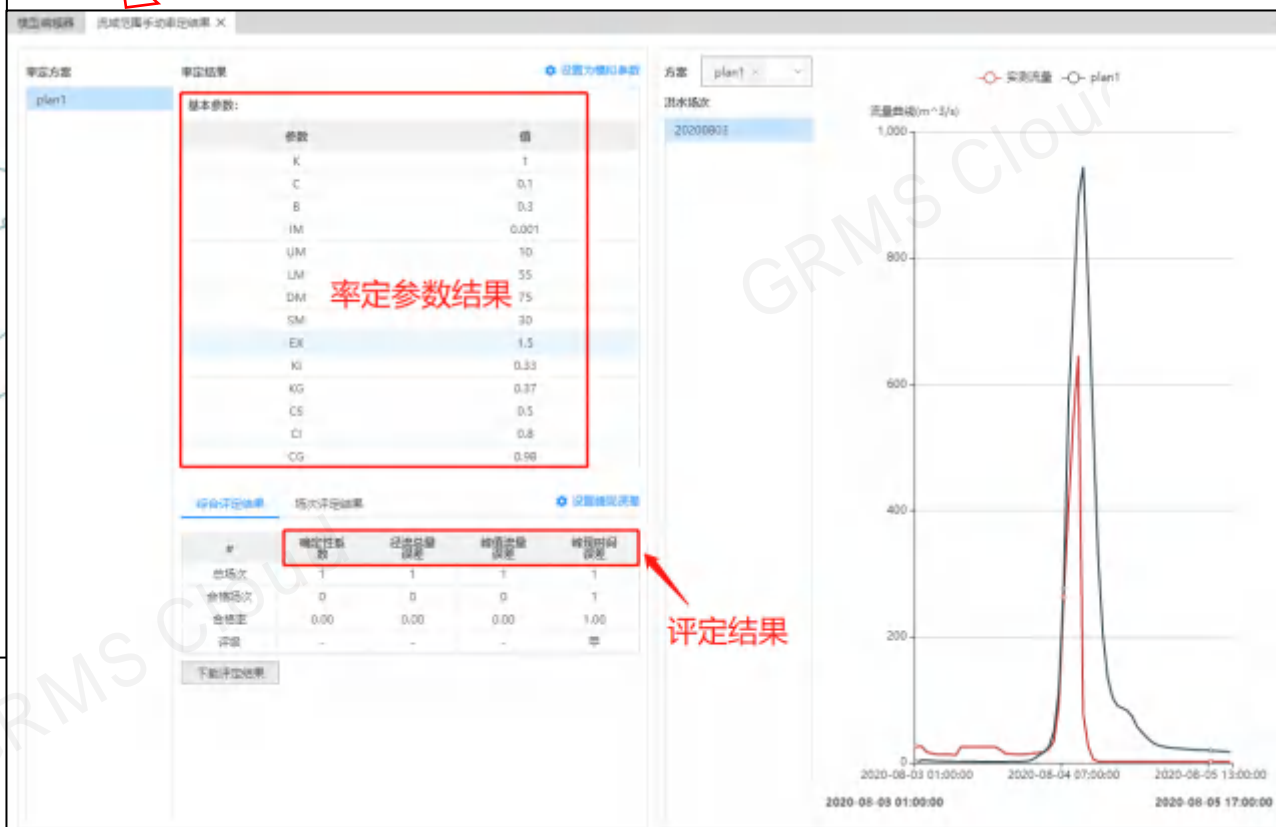 模型编辑器 流域范围手动率定结果 ×
率定方案
plan1
率定结果 设置为模拟参数
基本参数:
参数 值
K 1
C 0.1
B 0.3
IM 0.001
UM 10
LM 55
DM 75
SM 30
EX 1.5
KI 0.33
KG 0.37
CS 0.5
CI 0.8
CG 0.98
率定参数结果
综合评定结果 场次评定结果
# 确定性系数 径流总量误差 峰值流量误差 峰现时间误差
总场次 1 1 1 1
合格场次 0 0 0 1
合格率 0.00 0.00 0.00 1.00
评级 - - - 甲
下载评定结果
评定结果
方案 plan1 ×
洪水场次
20200803
实测流量 plan1
流量曲线(m^3/s)
1,000
800
600
400
200
0
2020-08-03 01:00:00 2020-08-04 07:00:00 2020-08-05 13:00:00
2020-08-03 01:00:00 2020-08-05 17:00:00
GRMS Cloud
RMS Cloud